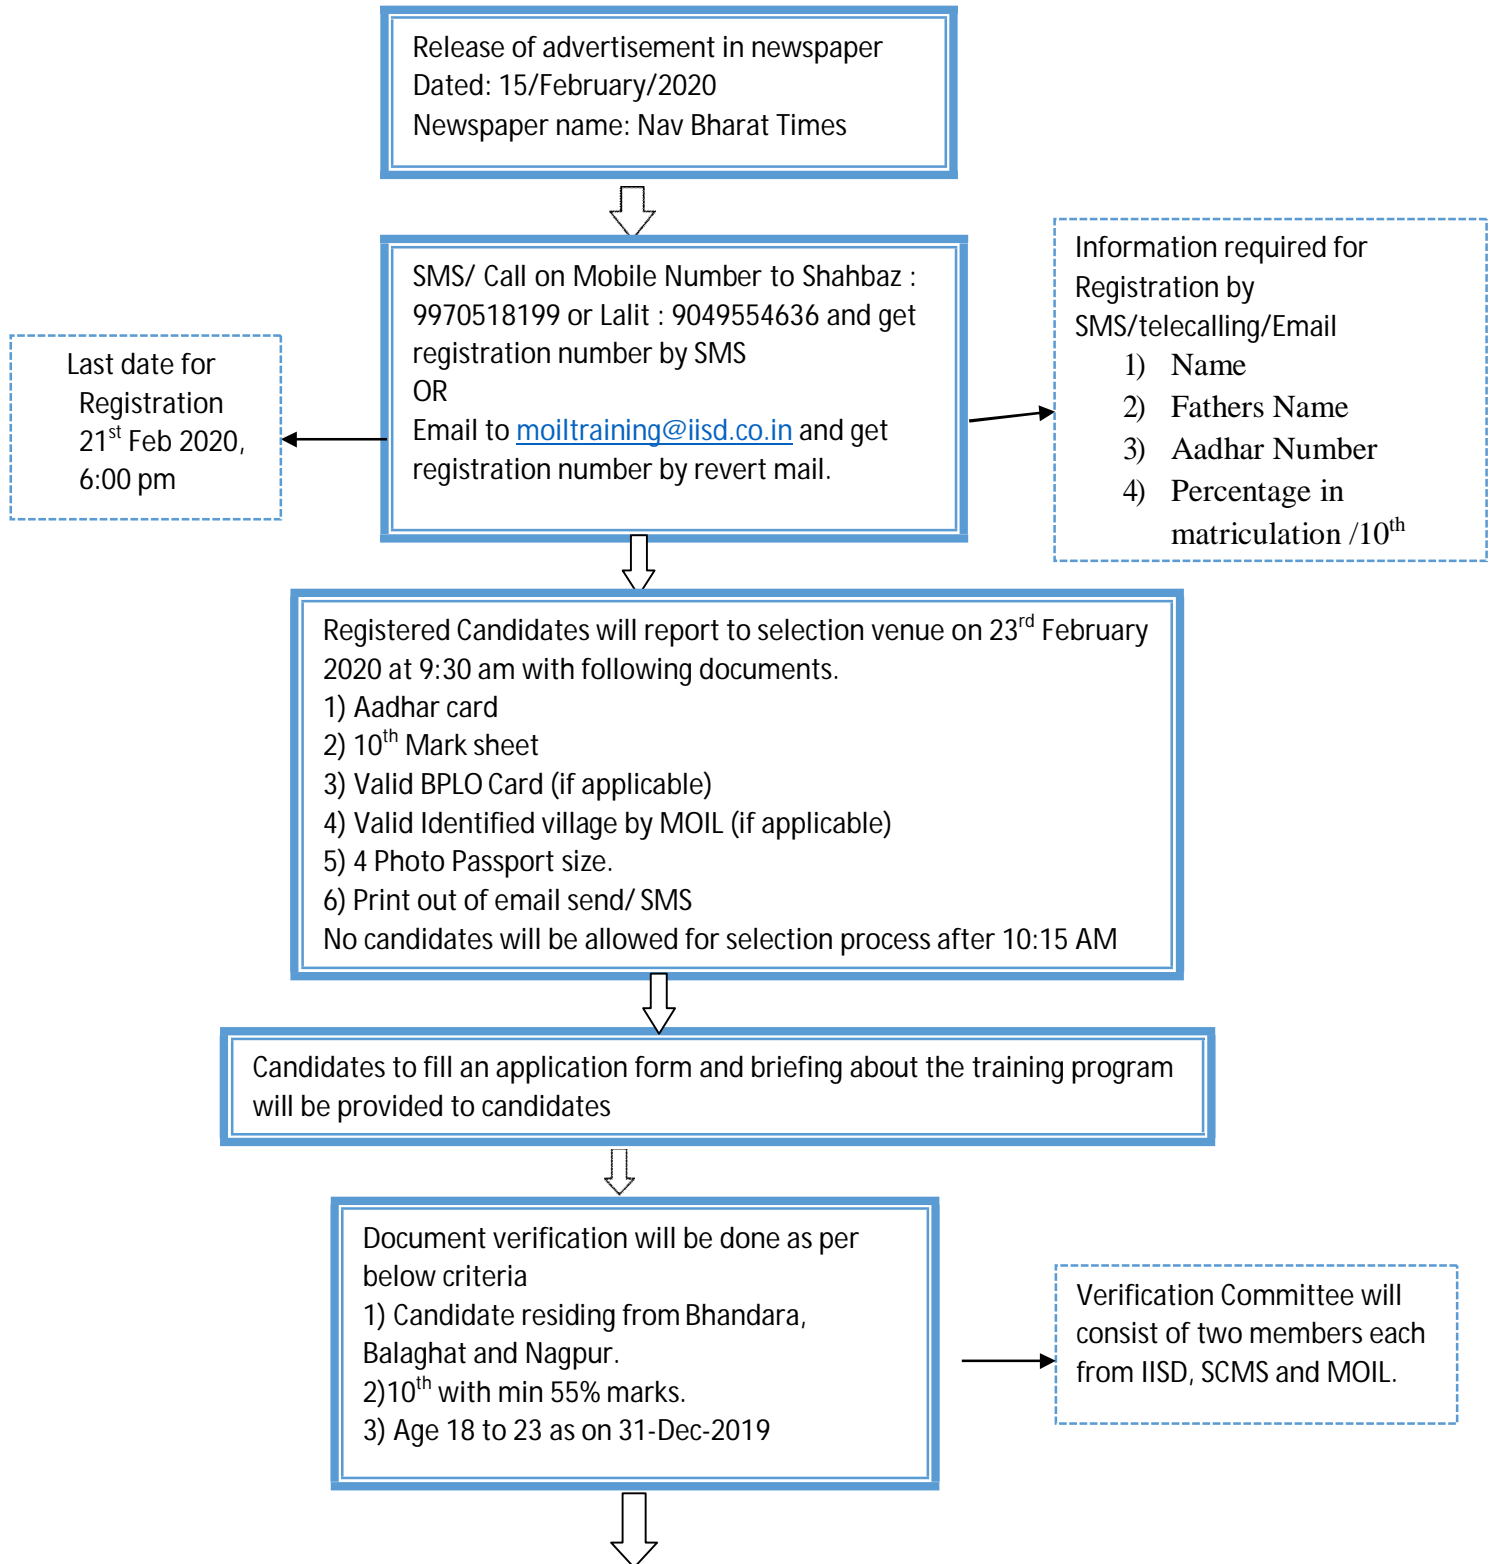 Release of advertisement in newspaper
Dated: 15/February/2020
Newspaper name: Nav Bharat Times
SMS/ Call on Mobile Number to Shahbaz :
9970518199 or Lalit : 9049554636 and get
registration number by SMS
OR
Email to moiltraining@iisd.co.in and get
registration number by revert mail.
Information required for
Registration by
SMS/telecalling/Email
1) Name
2) Fathers Name
3) Aadhar Number
4) Percentage in
matriculation /10th
Last date for
Registration
21st Feb 2020,
6:00 pm
Registered Candidates will report to selection venue on 23rd February
2020 at 9:30 am with following documents.
1) Aadhar card
2) 10th Mark sheet
3) Valid BPLO Card (if applicable)
4) Valid Identified village by MOIL (if applicable)
5) 4 Photo Passport size.
6) Print out of email send/ SMS
No candidates will be allowed for selection process after 10:15 AM
Candidates to fill an application form and briefing about the training program
will be provided to candidates
Document verification will be done as per
below criteria
1) Candidate residing from Bhandara,
Balaghat and Nagpur.
2)10th with min 55% marks.
3) Age 18 to 23 as on 31-Dec-2019
Verification Committee will
consist of two members each
from IISD, SCMS and MOIL.